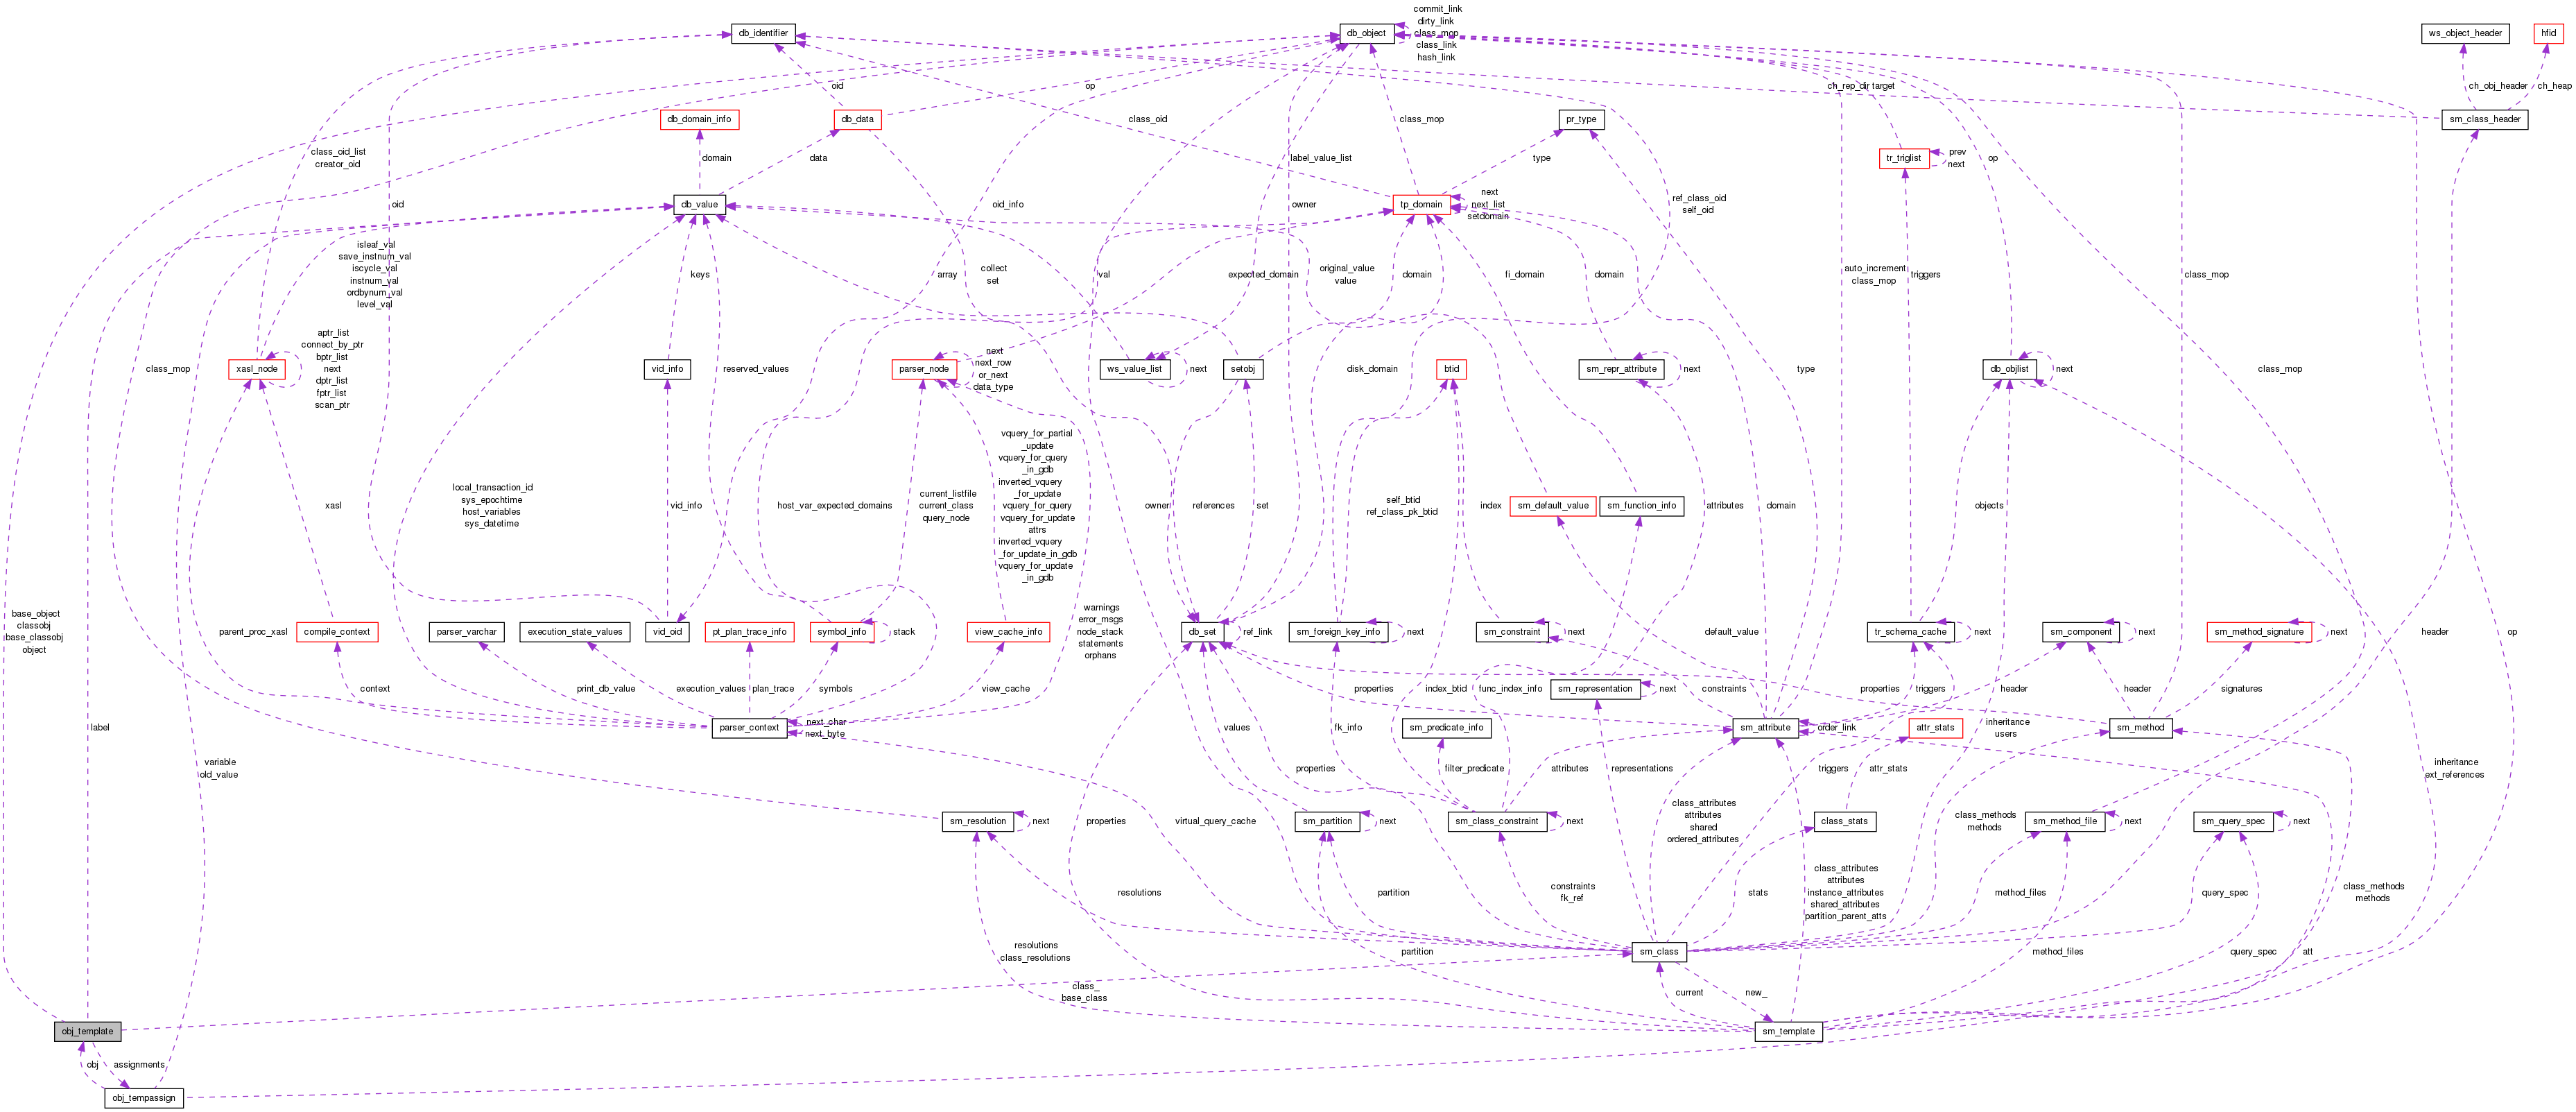 commit_link
dirty_link
class_mop
class_link
hash_link
db_identifier
db_object
ws_object_header
hfid
oid
op
ch_rep_dir
target
ch_obj_header
ch_heap
db_domain_info
db_data
pr_type
sm_class_header
class_oid
class_mop
class_oid_list
creator_oid
domain
data
label_value_list
type
tr_triglist
prev
next
op
oid
db_value
oid_info
owner
tp_domain
next
next_list
setdomain
ref_class_oid
self_oid
isleaf_val
save_instnum_val
iscycle_val
instnum_val
ordbynum_val
level_val
keys
array
collect
set
val
expected_domain
original_value
value
domain
fi_domain
domain
auto_increment
class_mop
triggers
class_mop
class_mop
aptr_list
connect_by_ptr
bptr_list
next
dptr_list
fptr_list
scan_ptr
class_mop
xasl_node
vid_info
reserved_values
parser_node
next
next_row
or_next
data_type
ws_value_list
next
setobj
disk_domain
btid
sm_repr_attribute
next
type
db_objlist
next
local_transaction_id
sys_epochtime
host_variables
sys_datetime
xasl
vid_info
host_var_expected_domains
current_listfile
current_class
query_node
vquery_for_partial
_update
vquery_for_query
_in_gdb
inverted_vquery
_for_update
vquery_for_query
vquery_for_update
attrs
inverted_vquery
_for_update_in_gdb
vquery_for_update
_in_gdb
owner
references
set
self_btid
ref_class_pk_btid
index
sm_default_value
sm_function_info
attributes
domain
objects
base_object
classobj
base_classobj
object
parent_proc_xasl
compile_context
parser_varchar
execution_state_values
vid_oid
pt_plan_trace_info
symbol_info
stack
view_cache_info
warnings
error_msgs
node_stack
statements
orphans
db_set
ref_link
sm_foreign_key_info
next
sm_constraint
next
default_value
tr_schema_cache
next
sm_component
next
sm_method_signature
next
header
op
context
print_db_value
execution_values
plan_trace
symbols
view_cache
properties
index_btid
func_index_info
sm_representation
next
constraints
properties
triggers
header
header
signatures
label
parser_context
next_char
next_byte
values
fk_info
sm_predicate_info
sm_attribute
order_link
attr_stats
inheritance
users
sm_method
variable
old_value
properties
filter_predicate
attributes
representations
triggers
attr_stats
inheritance
ext_references
sm_resolution
next
properties
virtual_query_cache
sm_partition
next
sm_class_constraint
next
class_attributes
attributes
shared
ordered_attributes
class_stats
class_methods
methods
sm_method_file
next
sm_query_spec
next
resolutions
partition
constraints
fk_ref
stats
class_attributes
attributes
instance_attributes
shared_attributes
partition_parent_atts
method_files
query_spec
class_methods
methods
resolutions
class_resolutions
partition
sm_class
method_files
query_spec
att
class_
base_class
current
new_
obj_template
sm_template
obj
assignments
obj_tempassign